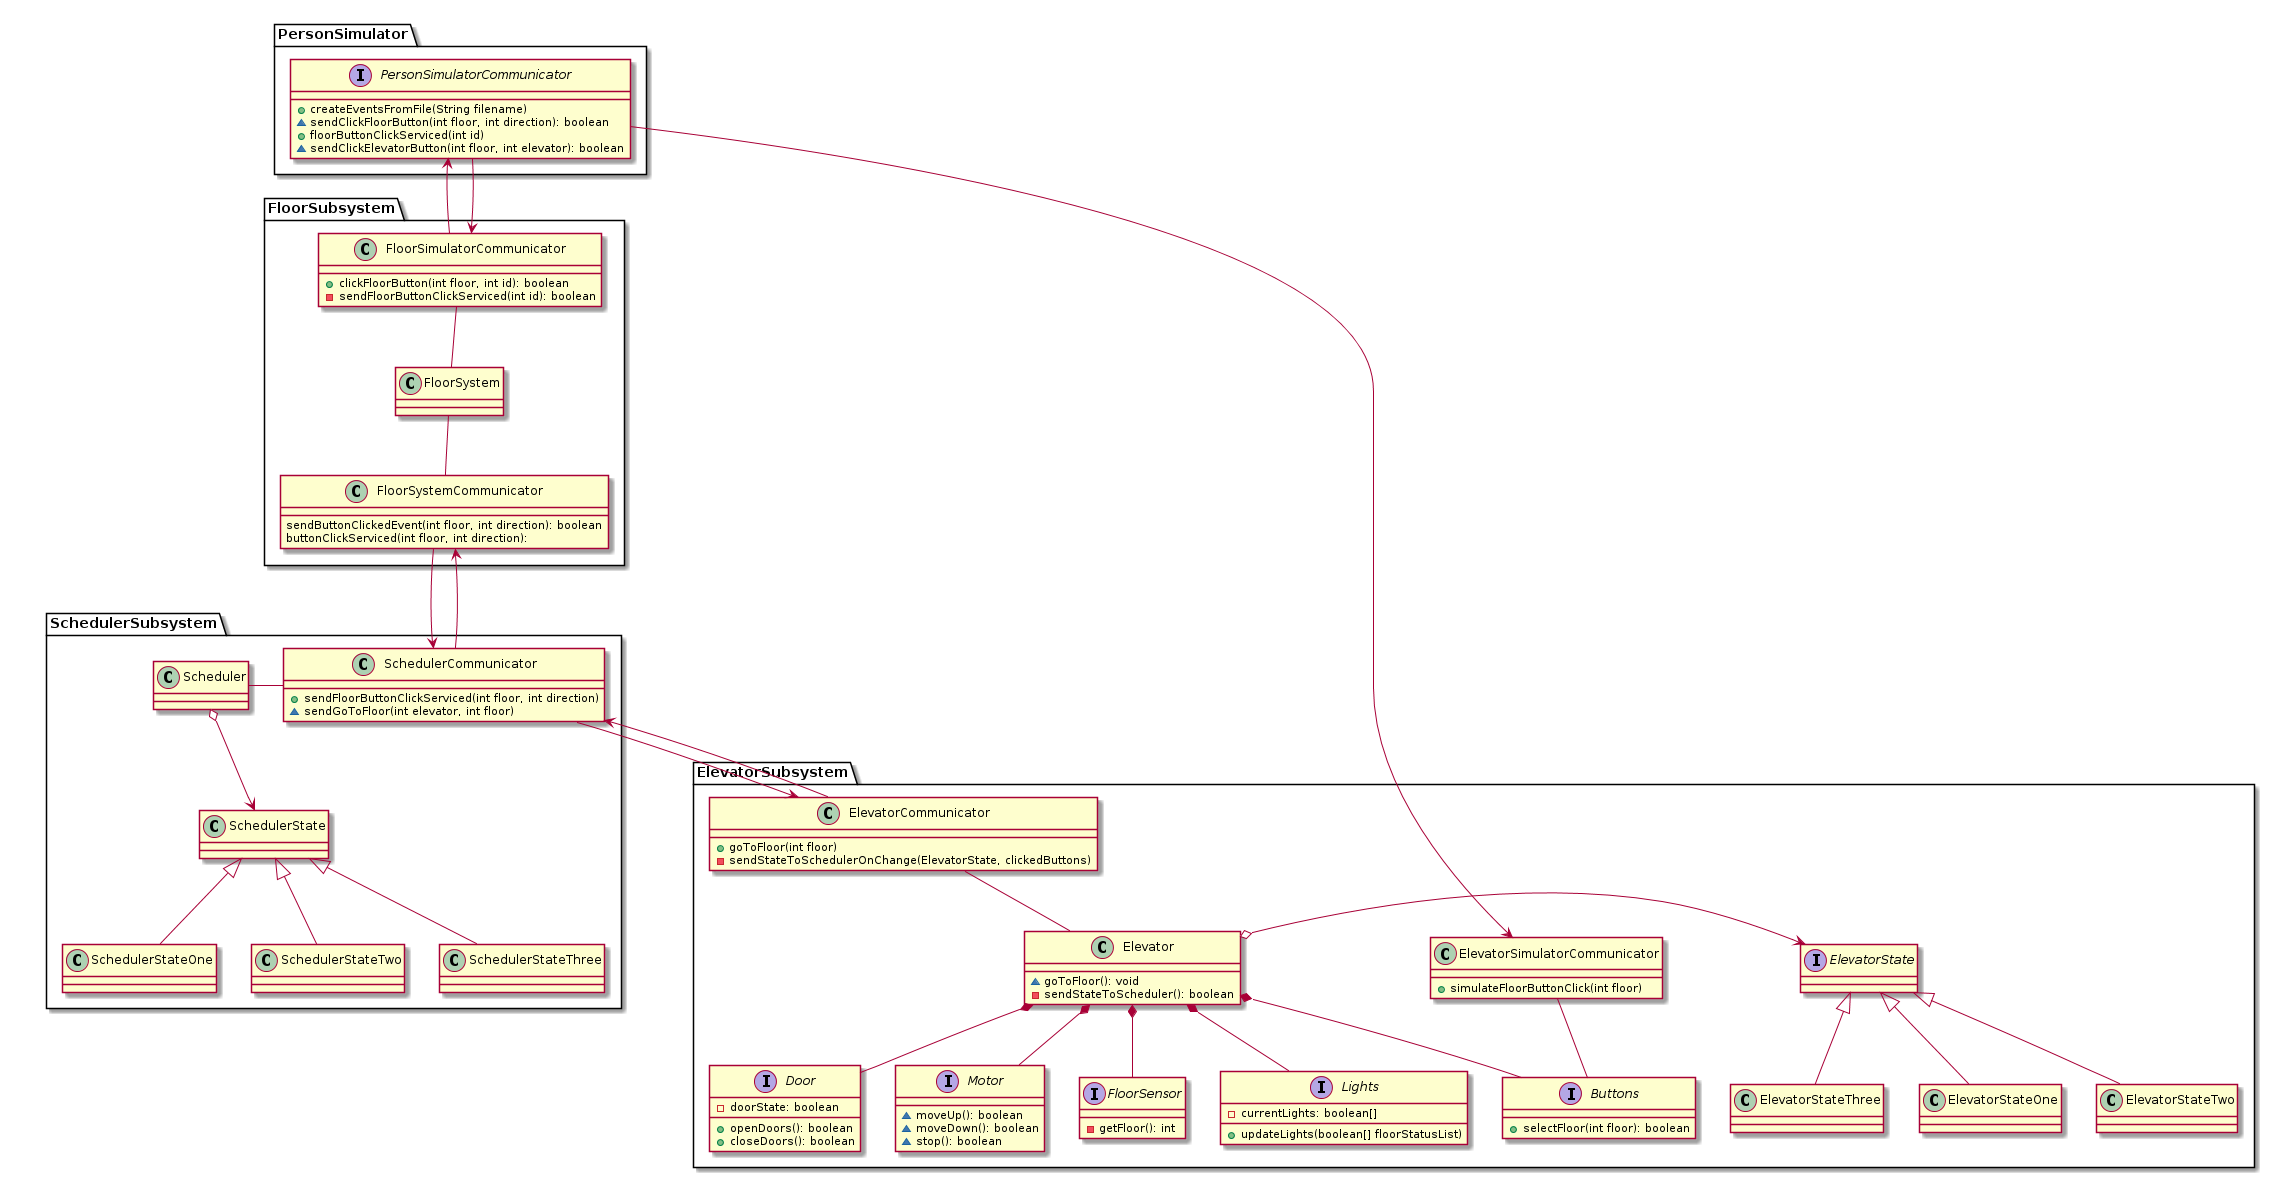 PersonSimulator
I PersonSimulatorCommunicator
createEventsFromFile(String filename)
sendClickFloorButton(int floor, int direction): boolean
floorButtonClickServiced(int id)
sendClickElevatorButton(int floor, int elevator): boolean
FloorSubsystem
C FloorSimulatorCommunicator
clickFloorButton(int floor, int id): boolean
sendFloorButtonClickServiced(int id): boolean
C FloorSystem
C FloorSystemCommunicator
sendButtonClickedEvent(int floor, int direction): boolean
buttonClickServiced(int floor, int direction):
SchedulerSubsystem
C Scheduler
C SchedulerCommunicator
sendFloorButtonClickServiced(int floor, int direction)
sendGoToFloor(int elevator, int floor)
C SchedulerState
C SchedulerStateOne
C SchedulerStateTwo
C SchedulerStateThree
ElevatorSubsystem
C ElevatorCommunicator
goToFloor(int floor)
sendStateToSchedulerOnChange(ElevatorState, clickedButtons)
C Elevator
goToFloor(): void
sendStateToScheduler(): boolean
C ElevatorSimulatorCommunicator
simulateFloorButtonClick(int floor)
I ElevatorState
I Door
doorState: boolean
openDoors(): boolean
closeDoors(): boolean
I Motor
moveUp(): boolean
moveDown(): boolean
stop(): boolean
I FloorSensor
getFloor(): int
I Lights
currentLights: boolean[]
updateLights(boolean[] floorStatusList)
I Buttons
selectFloor(int floor): boolean
C ElevatorStateThree
C ElevatorStateOne
C ElevatorStateTwo